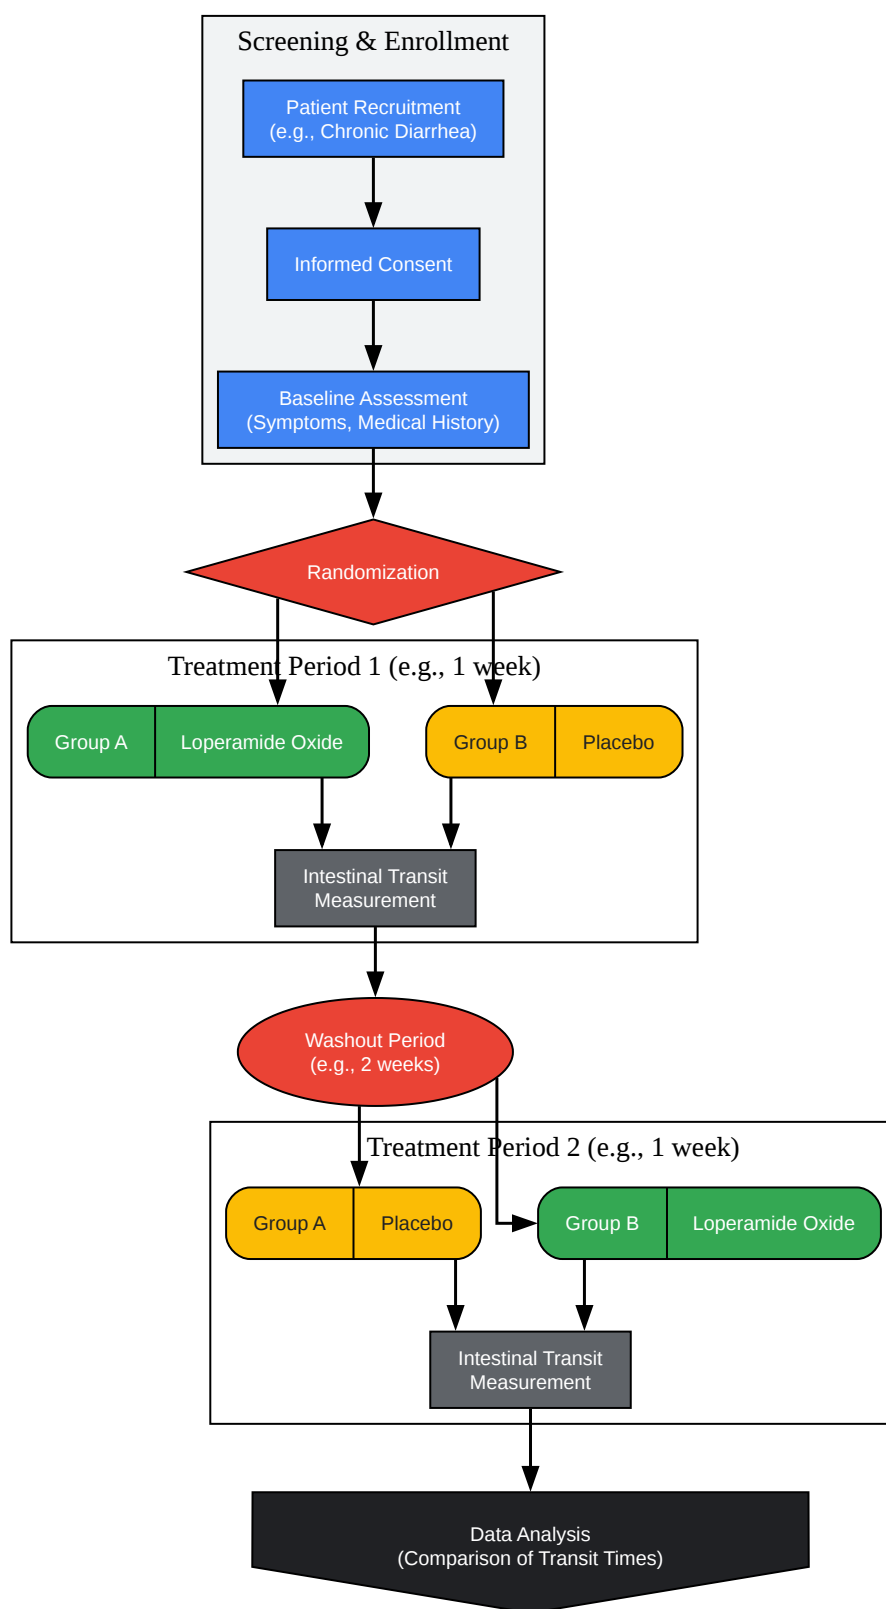 Screening & Enrollment
Patient Recruitment
(e.g., Chronic Diarrhea)
Informed Consent
Baseline Assessment
(Symptoms, Medical History)
Randomization
Treatment Period 1 (e.g., 1 week)
Group A
Loperamide Oxide
Group B
Placebo
Intestinal Transit
Measurement
Washout Period
(e.g., 2 weeks)
Treatment Period 2 (e.g., 1 week)
Group A
Placebo
Group B
Loperamide Oxide
Intestinal Transit
Measurement
Data Analysis
(Comparison of Transit Times)